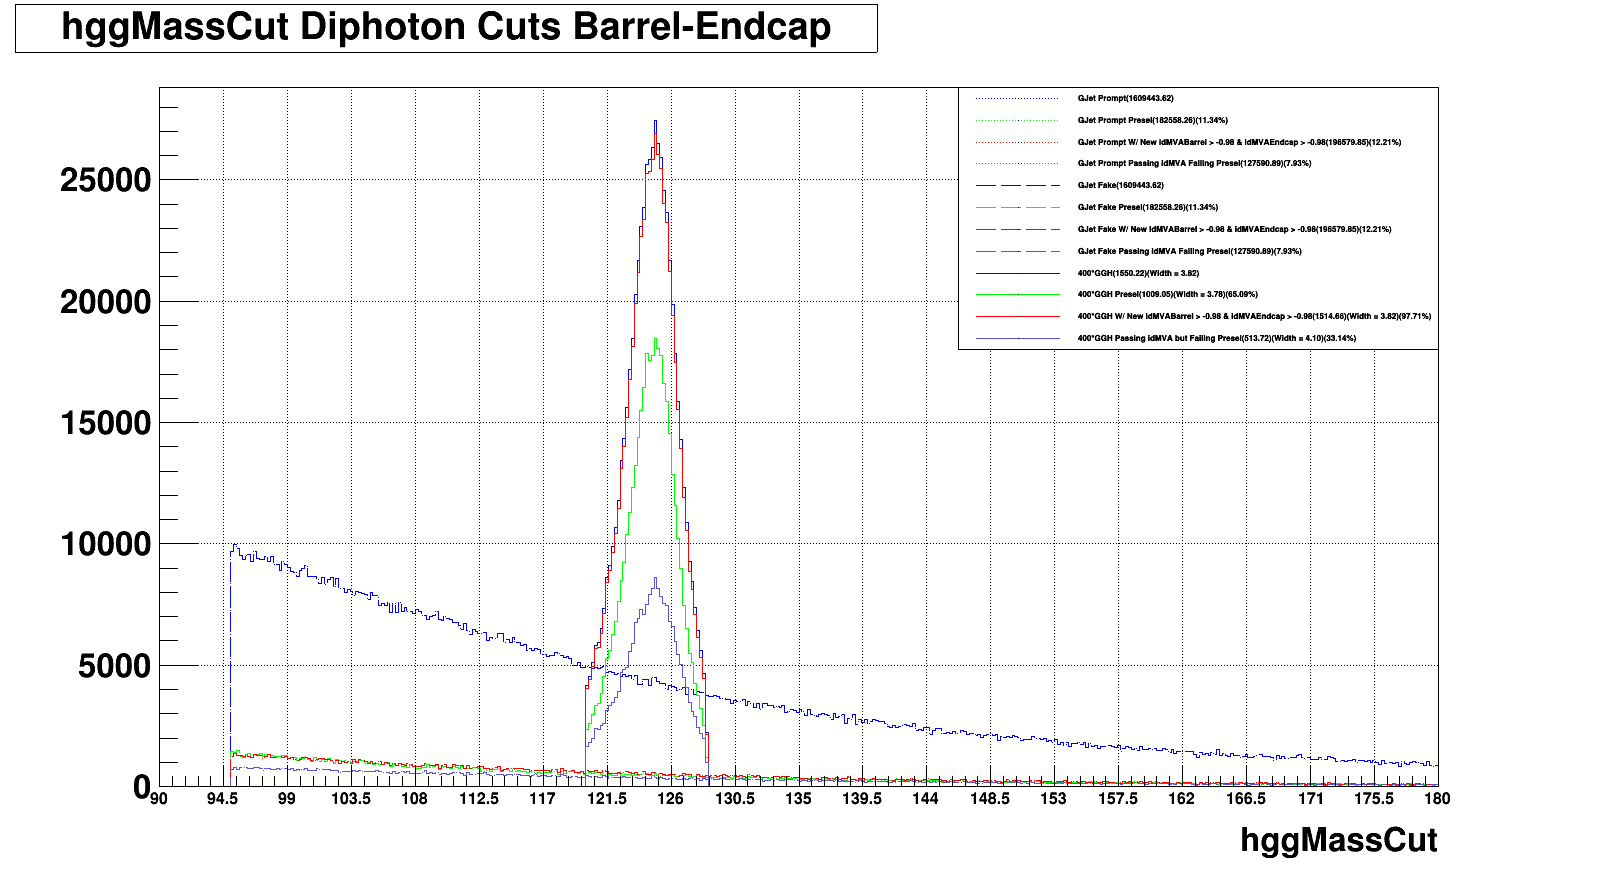 hggMassCut Diphoton Cuts Barrel-Endcap
GJet Prompt(1609443.62)
GJet Prompt Presel(182558.26)(11.34%)
GJet Prompt W/ New idMVABarrel > -0.98 & idMVAEndcap > -0.98(196579.85)(12.21%)
GJet Prompt Passing idMVA Failing Presel(127590.89)(7.93%)
GJet Fake(1609443.62)
GJet Fake Presel(182558.26)(11.34%)
GJet Fake W/ New idMVABarrel > -0.98 & idMVAEndcap > -0.98(196579.85)(12.21%)
GJet Fake Passing idMVA Failing Presel(127590.89)(7.93%)
400*GGH(1550.22)(Width = 3.82)
400*GGH Presel(1009.05)(Width = 3.78)(65.09%)
400*GGH W/ New idMVABarrel > -0.98 & idMVAEndcap > -0.98(1514.66)(Width = 3.82)(97.71%)
400*GGH Passing idMVA but Failing Presel(513.72)(Width = 4.10)(33.14%)
25000
20000
15000
10000
5000
0
90 94.5 99 103.5 108 112.5 117 121.5 126 130.5 135 139.5 144 148.5 153 157.5 162 166.5 171 175.5 180
hggMassCut